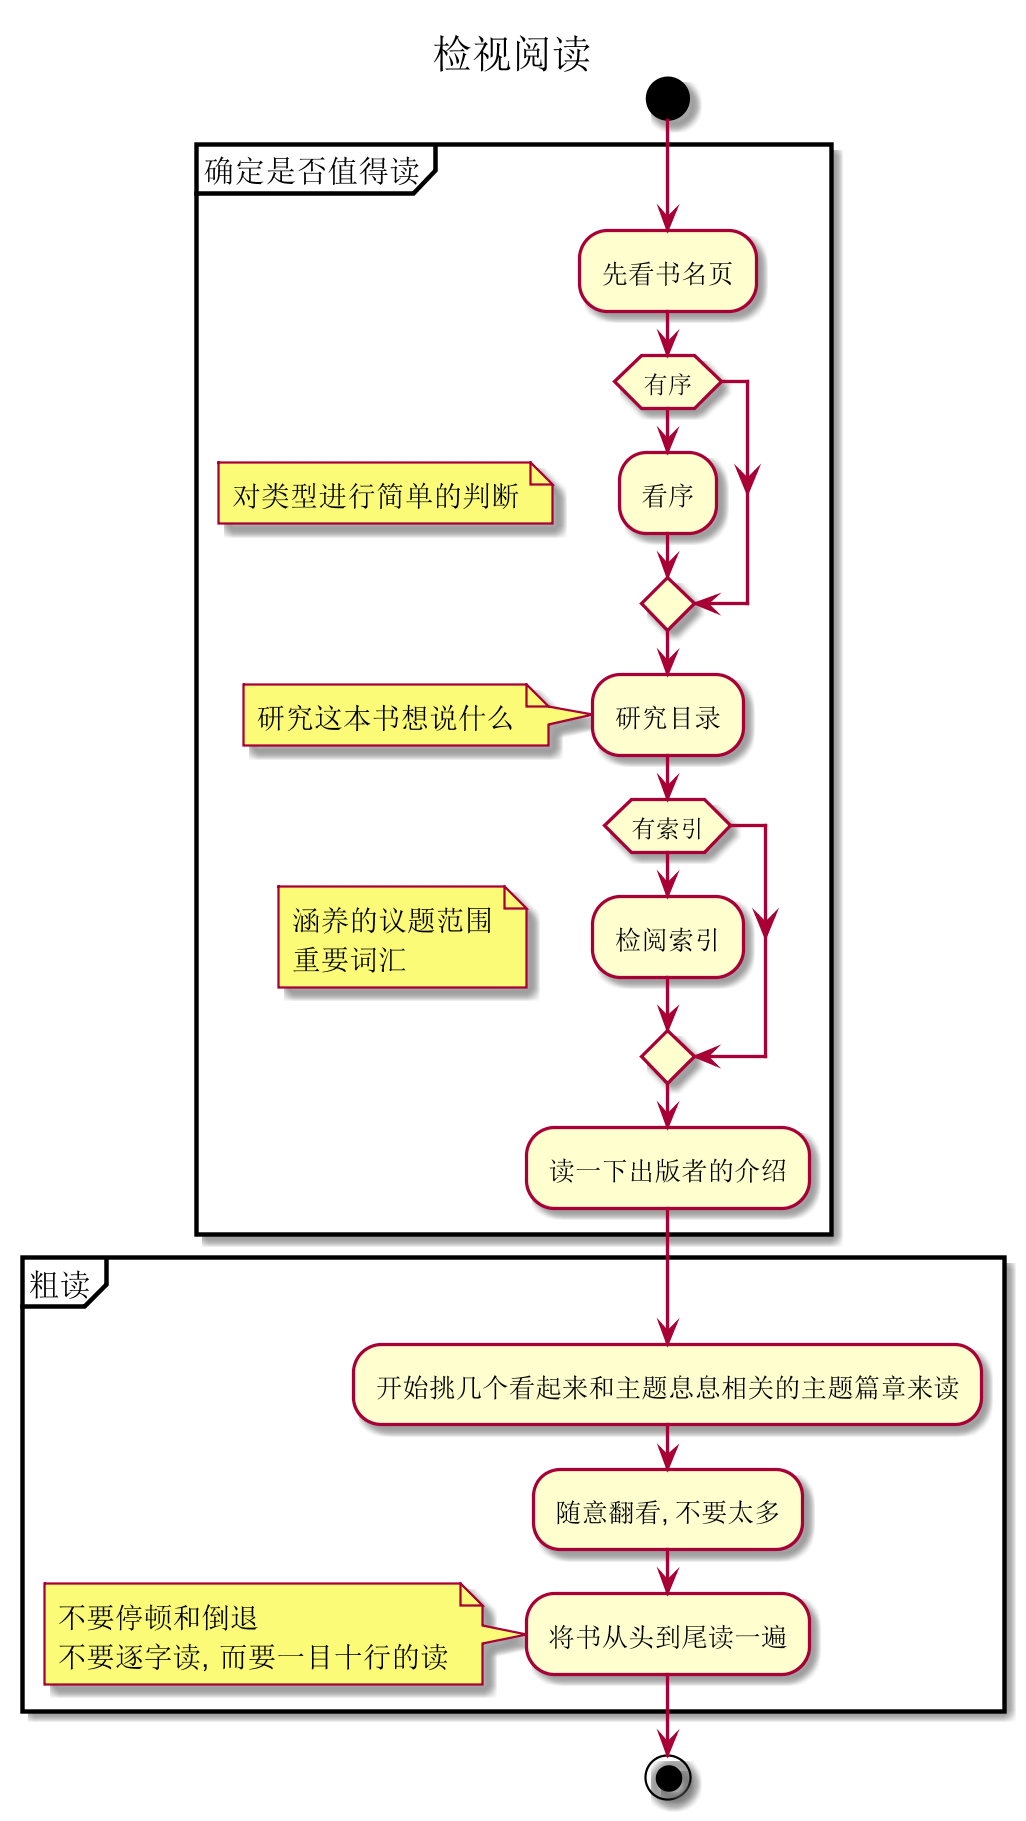 检视阅读
确定是否值得读
先看书名页
有序
对类型进行简单的判断
看序
研究这本书想说什么
研究目录
有索引
涵养的议题范围
重要词汇
检阅索引
读一下出版者的介绍
粗读
开始挑几个看起来和主题息息相关的主题篇章来读
随意翻看, 不要太多
不要停顿和倒退
不要逐字读, 而要一目十行的读
将书从头到尾读一遍